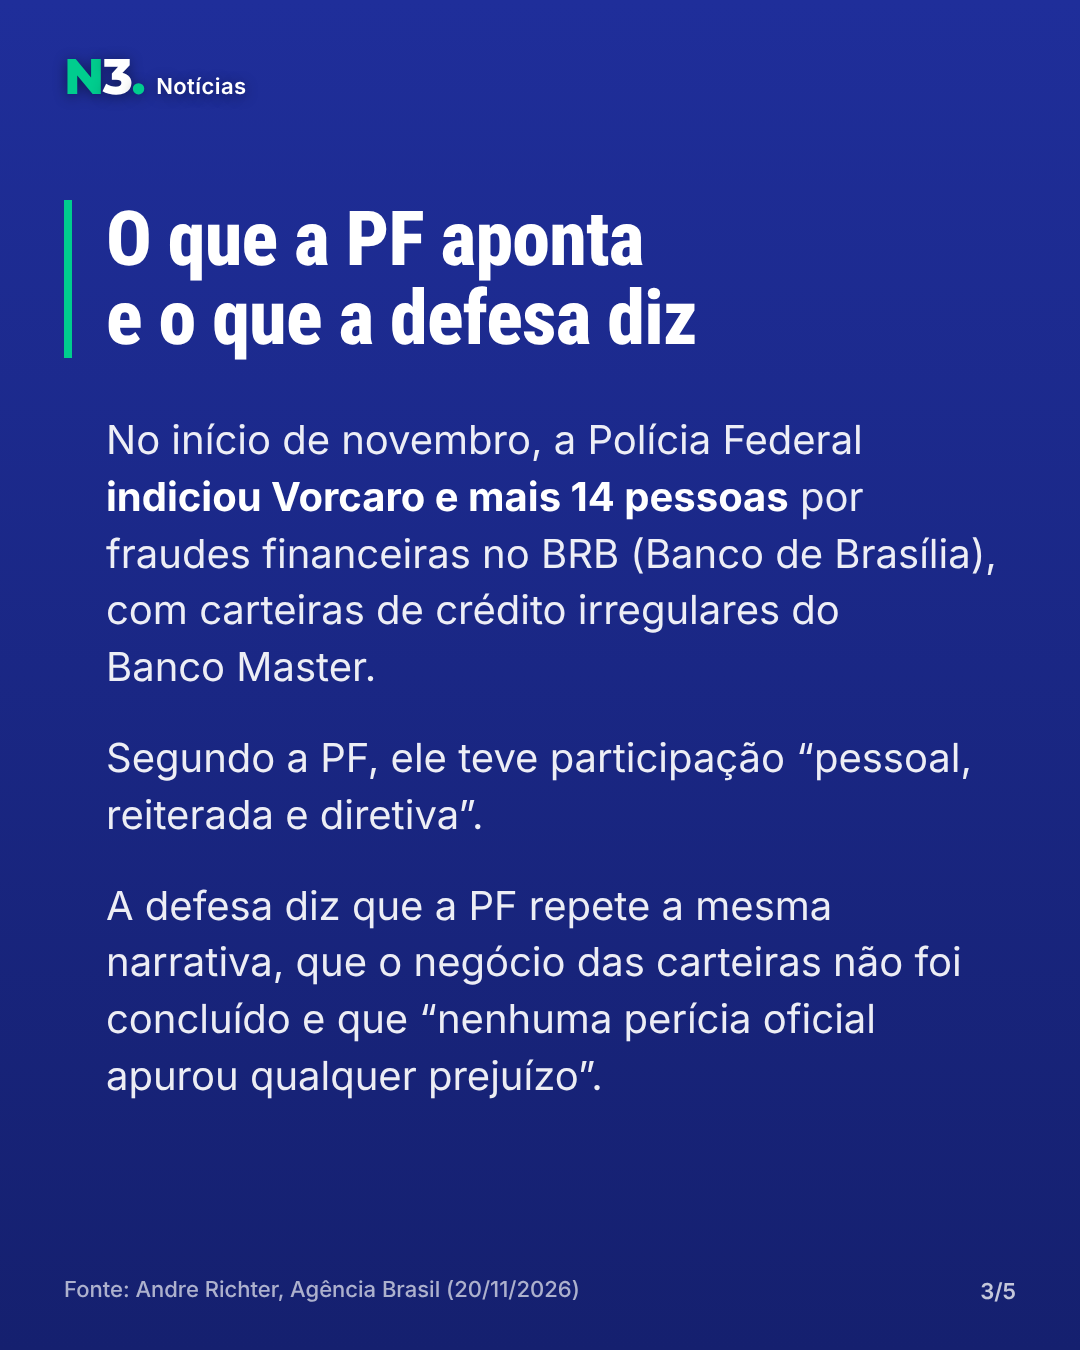 N3. Notícias
O que a PF aponta
e o que a defesa diz
No início de novembro, a Polícia Federal
indiciou Vorcaro e mais 14 pessoas por
fraudes financeiras no BRB (Banco de Brasília),
com carteiras de crédito irregulares do
Banco Master.
Segundo a PF, ele teve participação “pessoal,
reiterada e diretiva”.
A defesa diz que a PF repete a mesma
narrativa, que o negócio das carteiras não foi
concluído e que “nenhuma perícia oficial
apurou qualquer prejuízo”.
Fonte: Andre Richter, Agência Brasil (20/11/2026)
3/5